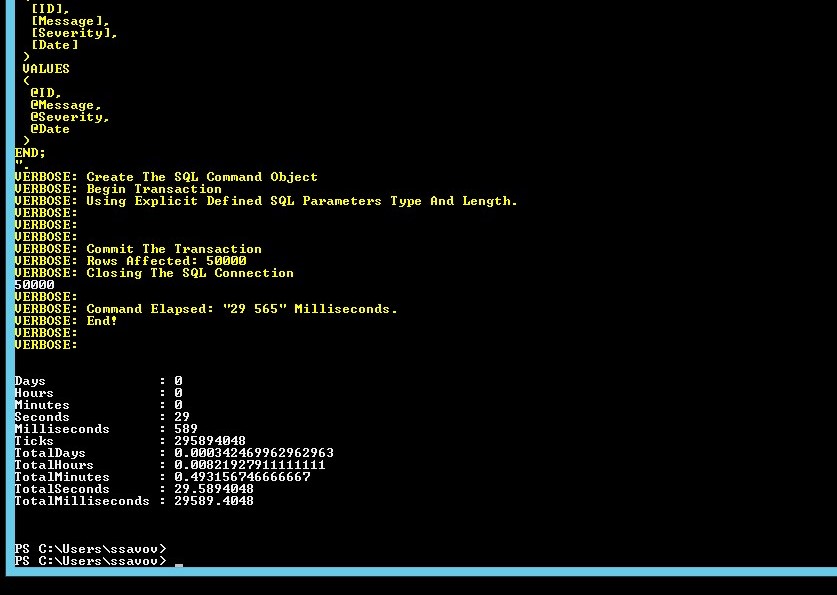 [ID],
[Message],
[Severity],
[Date]
)
VALUES
(
@ID,
@Message,
@Severity,
@Date
)
END;
".
VERBOSE: Create The SQL Command Object
VERBOSE: Begin Transaction
VERBOSE: Using Explicit Defined SQL Parameters Type And Length.
VERBOSE:
VERBOSE:
VERBOSE:
VERBOSE: Commit The Transaction
VERBOSE: Rows Affected: 50000
VERBOSE: Closing The SQL Connection
50000
VERBOSE:
VERBOSE: Command Elapsed: "29 565" Milliseconds.
VERBOSE: End!
VERBOSE:
VERBOSE:
Days : 0
Hours : 0
Minutes : 0
Seconds : 29
Milliseconds : 589
Ticks : 295894048
TotalDays : 0.000342469962962963
TotalHours : 0.00821927911111111
TotalMinutes : 0.493156746666667
TotalSeconds : 29.5894048
TotalMilliseconds : 29589.4048
PS C:\Users\ssavov>
PS C:\Users\ssavov> _